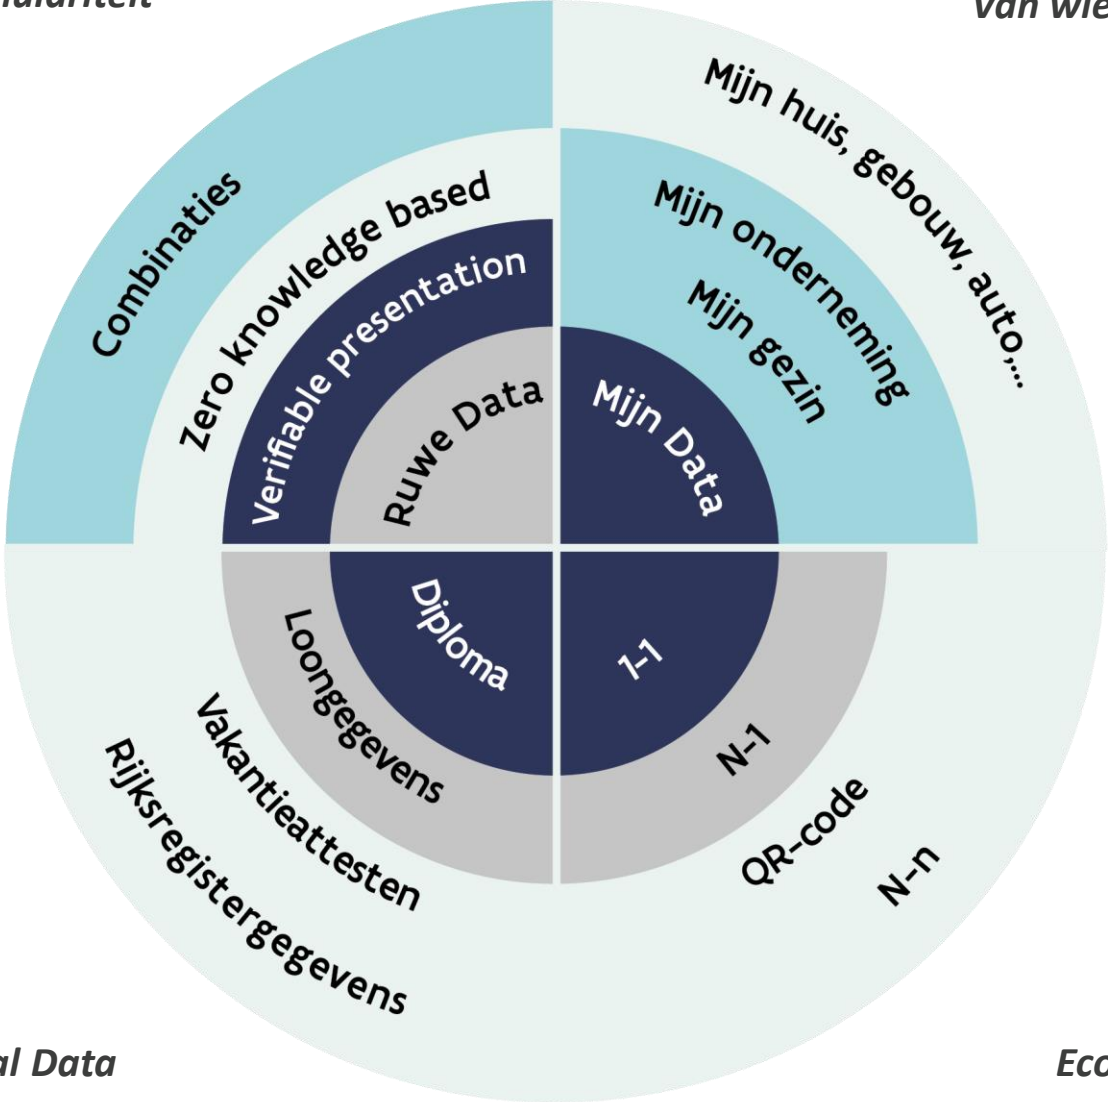 Van wie
Combinaties
Zero knowledge based
Verifiable presentation
Ruwe Data
Mijn huis, gebouw, auto,...
Mijn onderneming
Mijn gezin
Mijn Data
Diploma
Loongegevens
Vakantieattesten
Rijksregistergegevens
1-1
N-1
QR-code
N-n
al Data
Eco